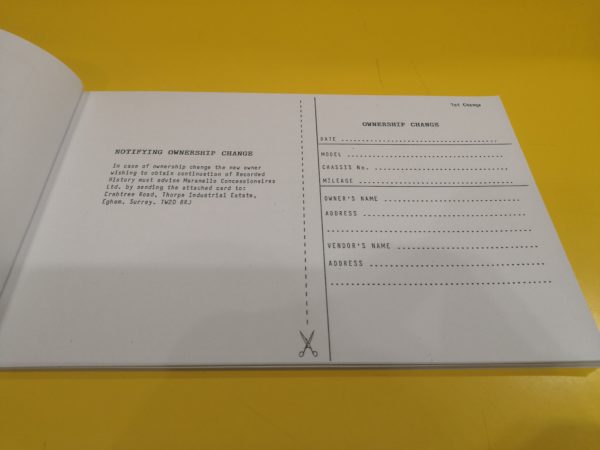 NOTIFYING OWNERSHIP CHANGE
In case of ownership change the new owner
wishing to obtain continuation of Recorded
History must advise Maranello Concessionaires
Ltd. by sending the attached card to:
Crabtree Road, Thorpe Industrial Estate,
Egham, Surray. TW20 8RJ
1st Change
OWNERSHIP CHANGE
DATE
MODEL
CHASSIS No.
MILEAGE
OWNER'S NAME
ADDRESS
VENDOR'S NAME
ADDRESS